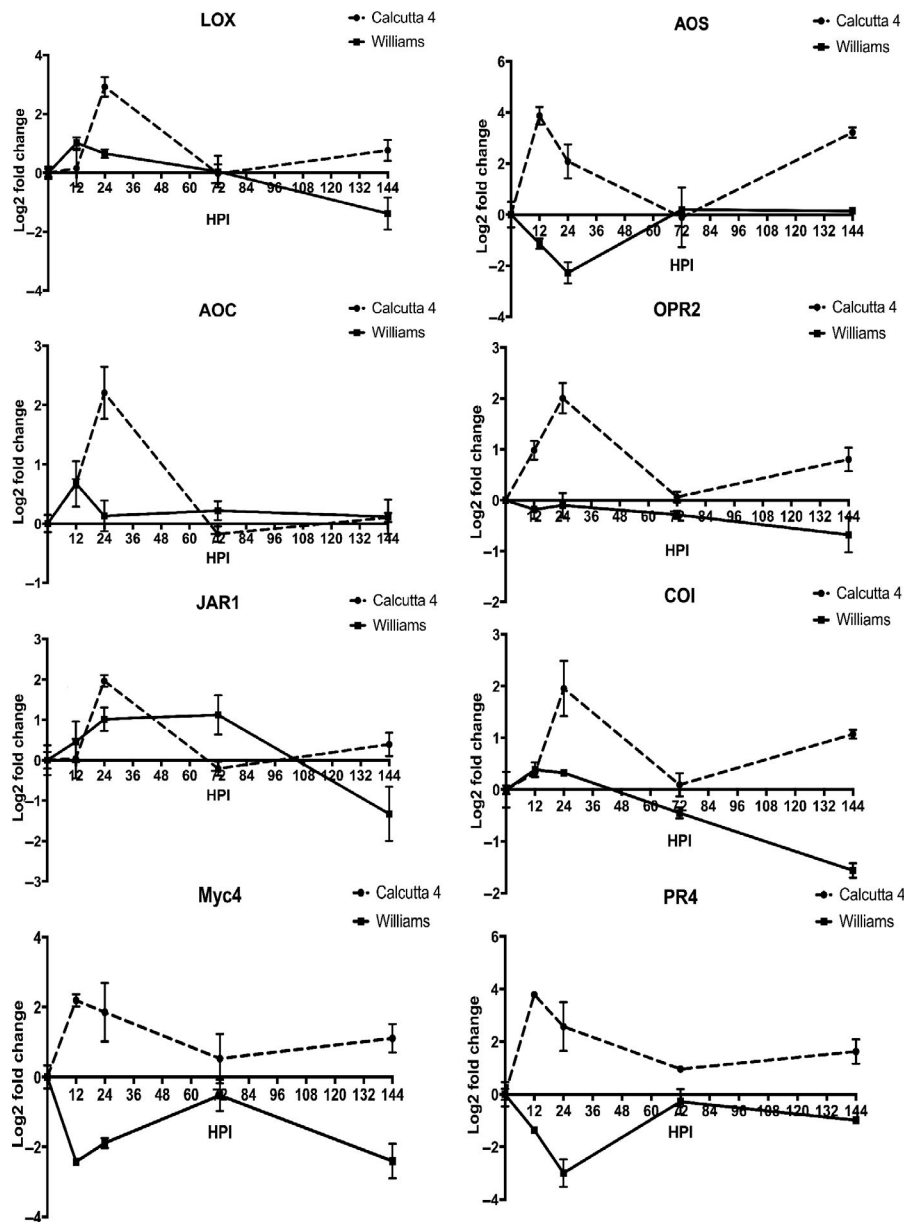 LOX
Calcutta 4
Williams
Log2 fold change
4
2
0
–2
–4
12 24 36 48 60 72 84 96 108 120 132 144
HPI
AOS
Calcutta 4
Williams
Log2 fold change
6
4
2
0
–2
–4
12 24 36 48 60 72 84 96 108 120 132 144
HPI
AOC
Calcutta 4
Williams
Log2 fold change
3
2
1
0
–1
12 24 36 48 60 72 84 96 108 120 132 144
HPI
OPR2
Calcutta 4
Williams
Log2 fold change
3
2
1
0
–1
–2
12 24 36 48 60 72 84 96 108 120 132 144
HPI
JAR1
Calcutta 4
Williams
Log2 fold change
3
2
1
0
–1
–2
–3
12 24 36 48 60 72 84 96 108 120 132 144
HPI
COI
Calcutta 4
Williams
Log2 fold change
3
2
1
0
–1
–2
12 24 36 48 60 72 84 96 108 120 132 144
HPI
Myc4
Calcutta 4
Williams
Log2 fold change
4
2
0
–2
–4
12 24 36 48 60 72 84 96 108 120 132 144
HPI
PR4
Calcutta 4
Williams
Log2 fold change
6
4
2
0
–2
–4
12 24 36 48 60 72 84 96 108 120 132 144
HPI